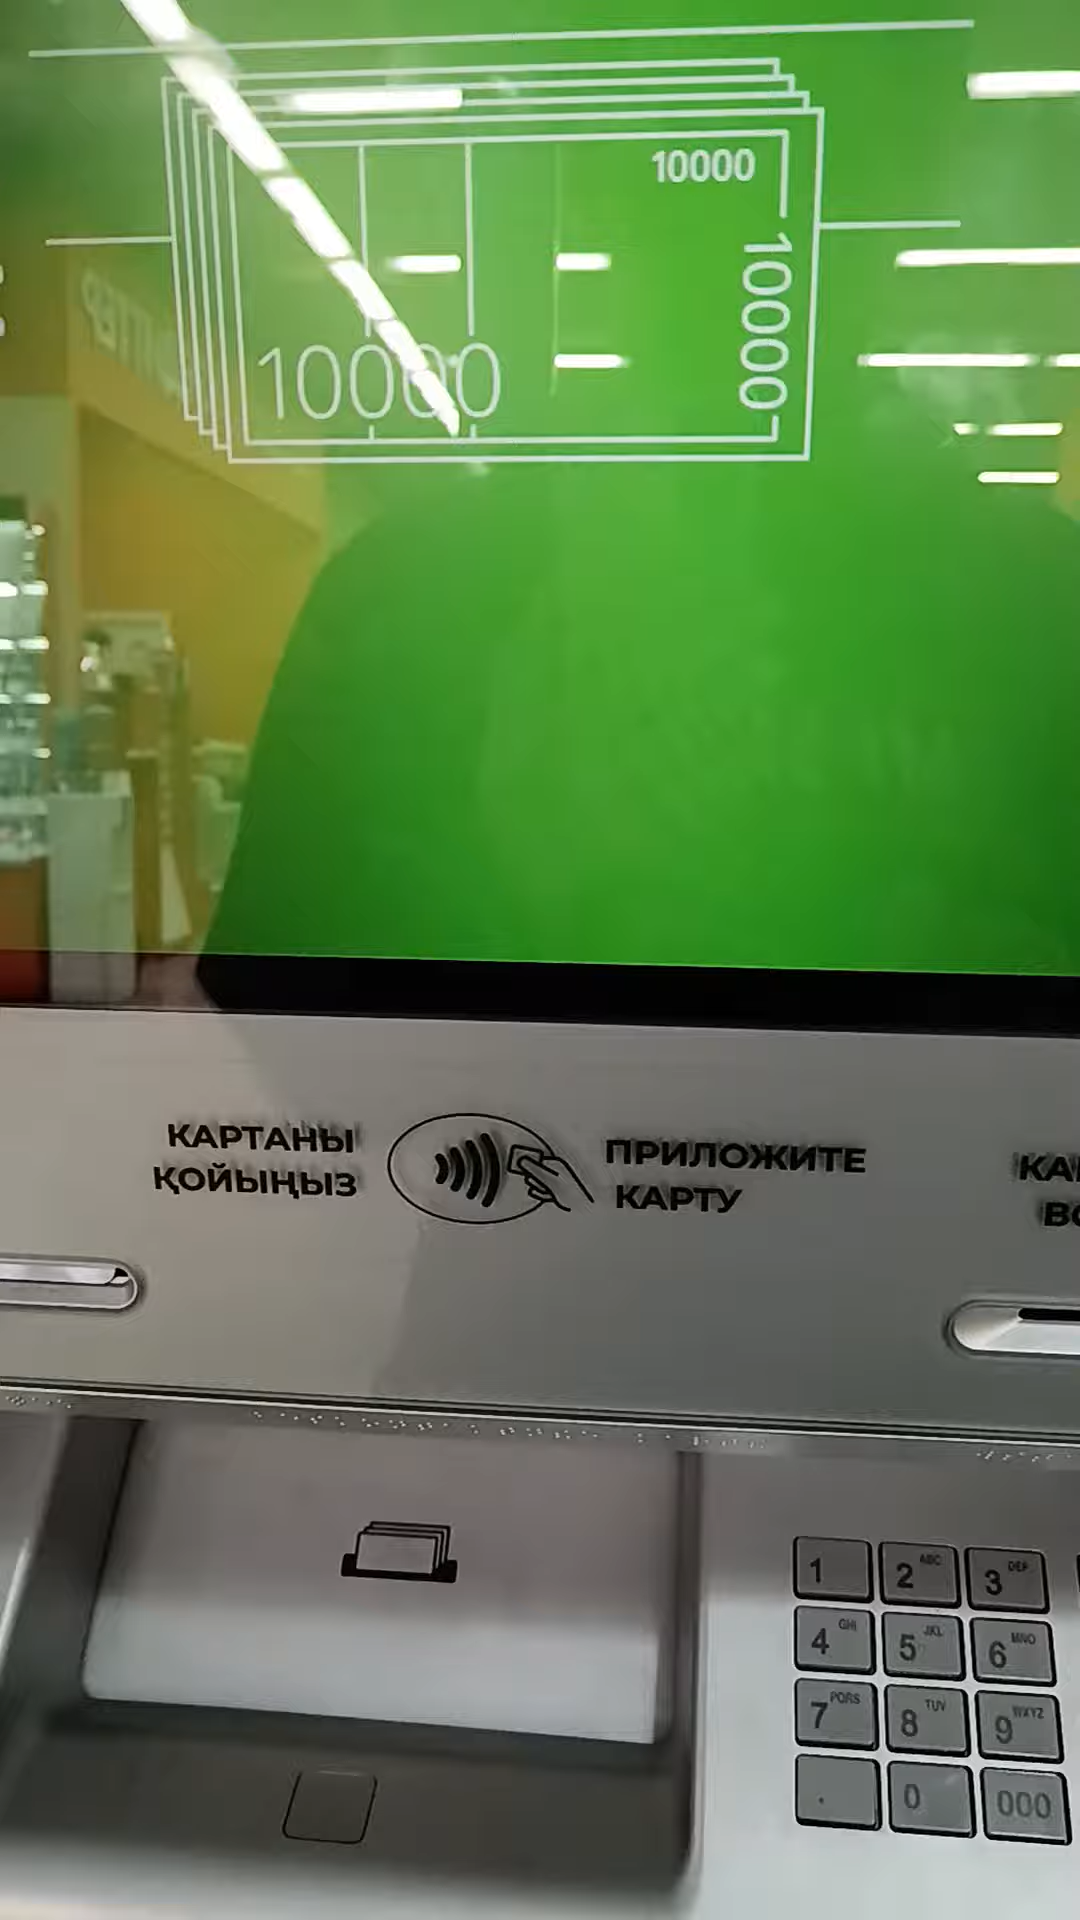 10000
10000
10000
КАРТАНЫ
ҚОЙЫҢЫЗ
ПРИЛОЖИТЕ
КАРТУ
1
2 ABC
3 DEF
4 GHI
5 JKL
6 MNO
7 PQRS
8 TUV
9 WXYZ
.
0
000